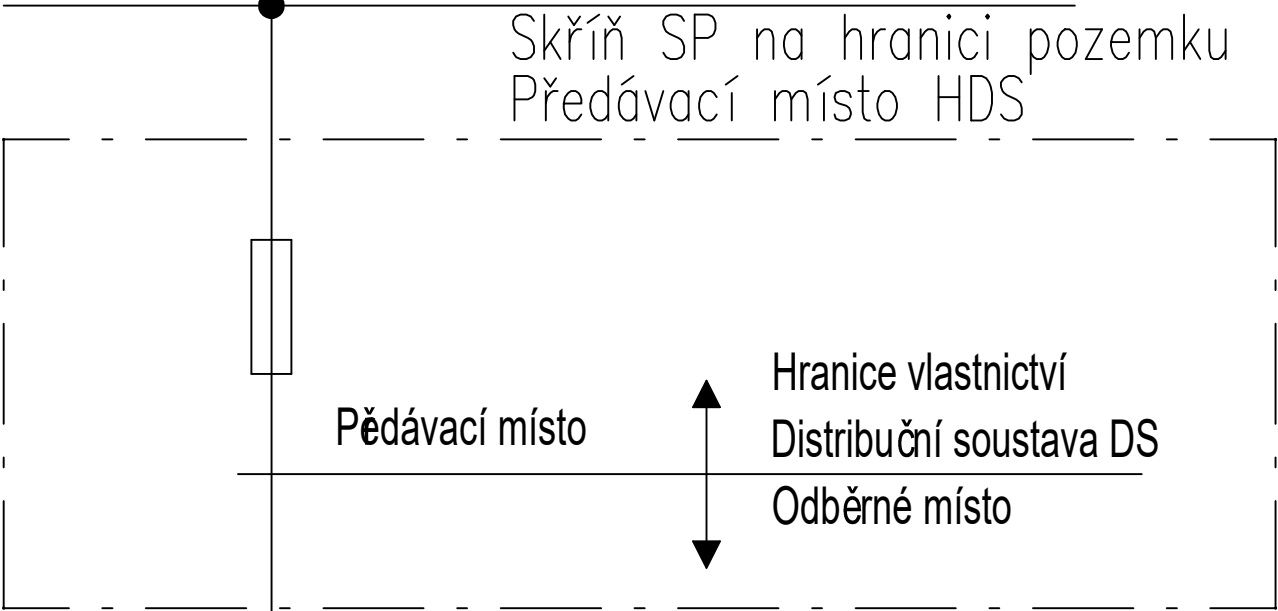 Skříň SP na hranici pozemku
Předávací místo HDS
Hranice vlastnictví
Pědávací místo
Distribuční soustava DS
Odběrné místo